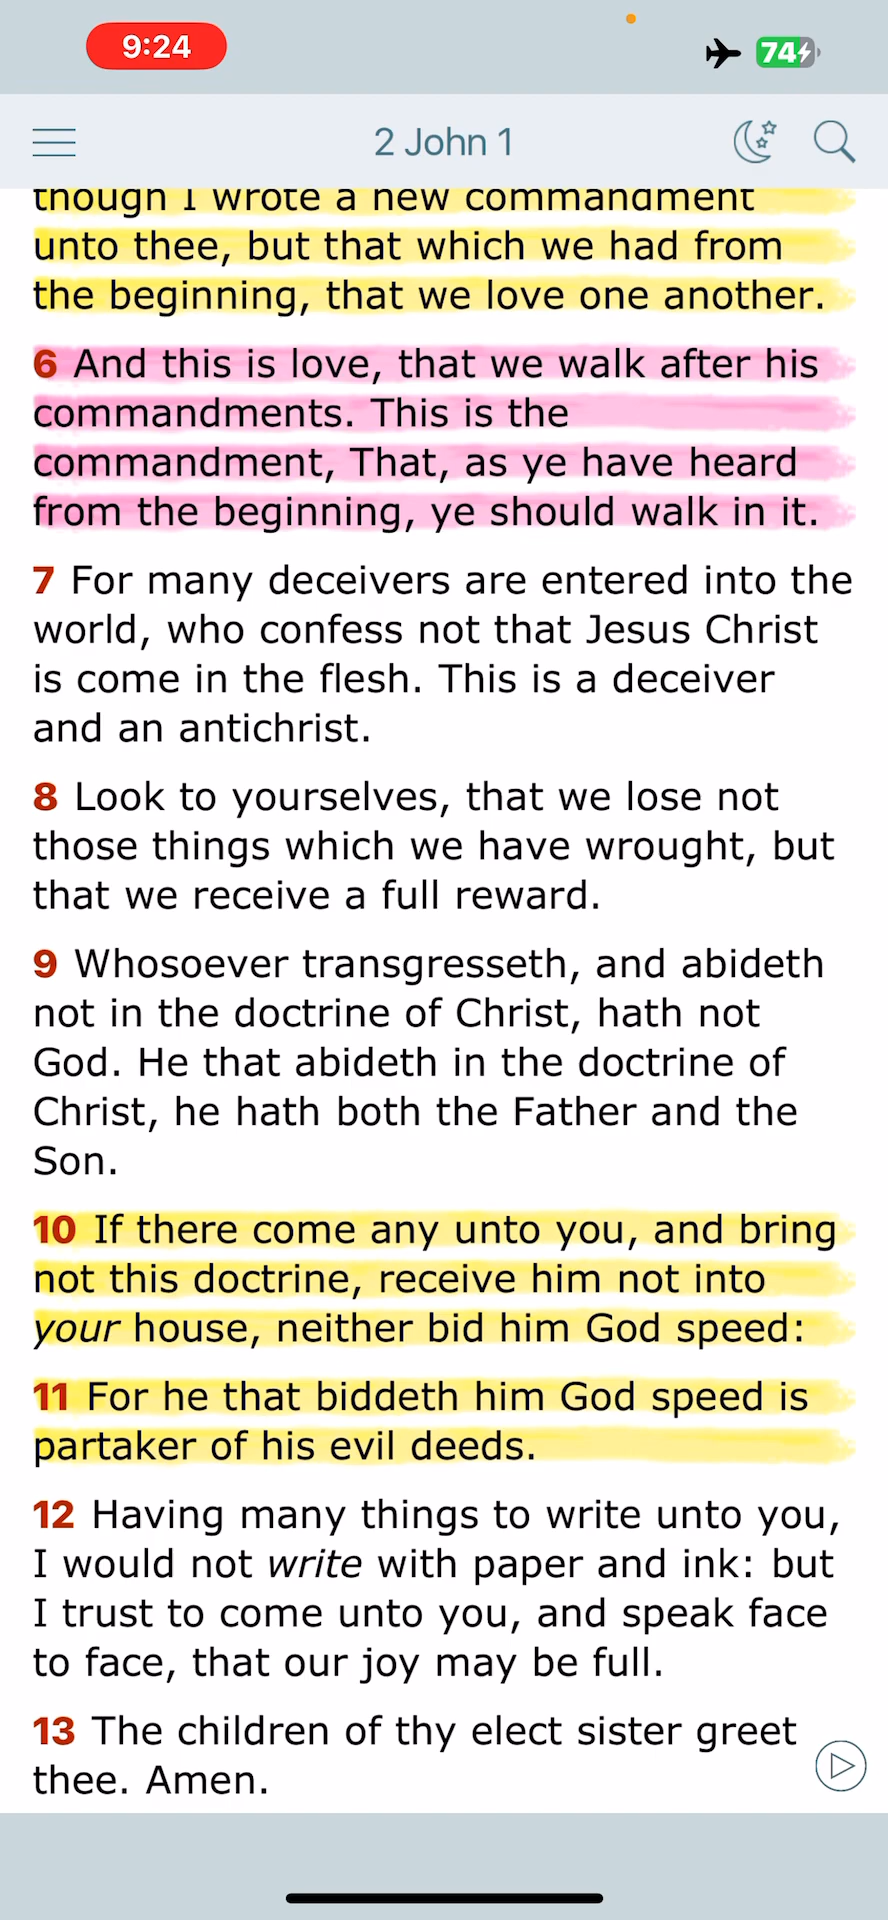 9:24
74
2 John 1
though I wrote a new commandment
unto thee, but that which we had from
the beginning, that we love one another.
6 And this is love, that we walk after his
commandments. This is the
commandment, That, as ye have heard
from the beginning, ye should walk in it.
7 For many deceivers are entered into the
world, who confess not that Jesus Christ
is come in the flesh. This is a deceiver
and an antichrist.
8 Look to yourselves, that we lose not
those things which we have wrought, but
that we receive a full reward.
9 Whosoever transgresseth, and abideth
not in the doctrine of Christ, hath not
God. He that abideth in the doctrine of
Christ, he hath both the Father and the
Son.
10 If there come any unto you, and bring
not this doctrine, receive him not into
your house, neither bid him God speed:
11 For he that biddeth him God speed is
partaker of his evil deeds.
12 Having many things to write unto you,
I would not write with paper and ink: but
I trust to come unto you, and speak face
to face, that our joy may be full.
13 The children of thy elect sister greet
thee. Amen.